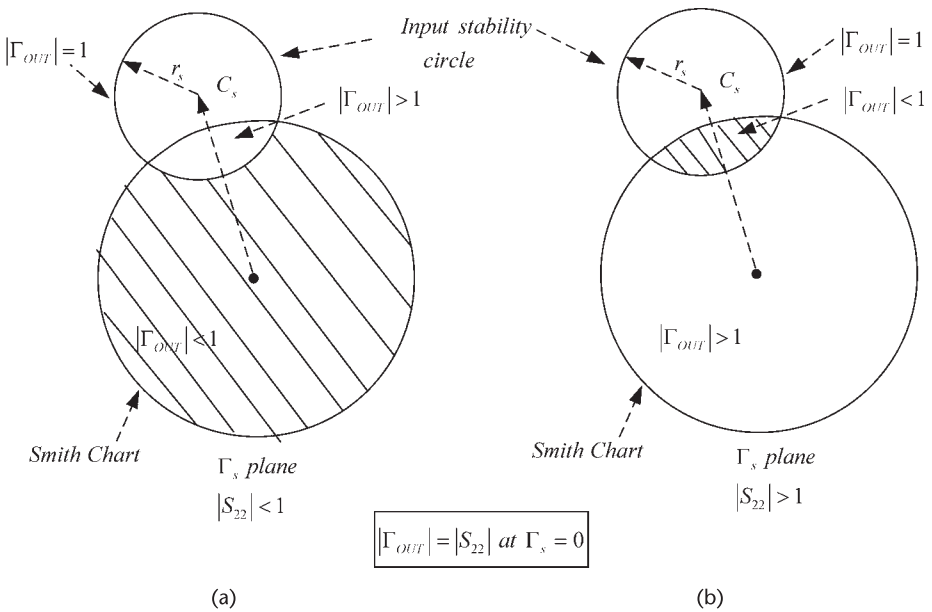 Input stability
circle
|Γ_OUT| = 1
r_s
C_s
|Γ_OUT| > 1
|Γ_OUT| < 1
Smith Chart
Γ_s plane
|S_22| < 1
(a)
|Γ_OUT| = 1
r_s
C_s
|Γ_OUT| < 1
|Γ_OUT| > 1
Smith Chart
Γ_s plane
|S_22| > 1
|Γ_OUT| = |S_22| at Γ_s = 0
(b)